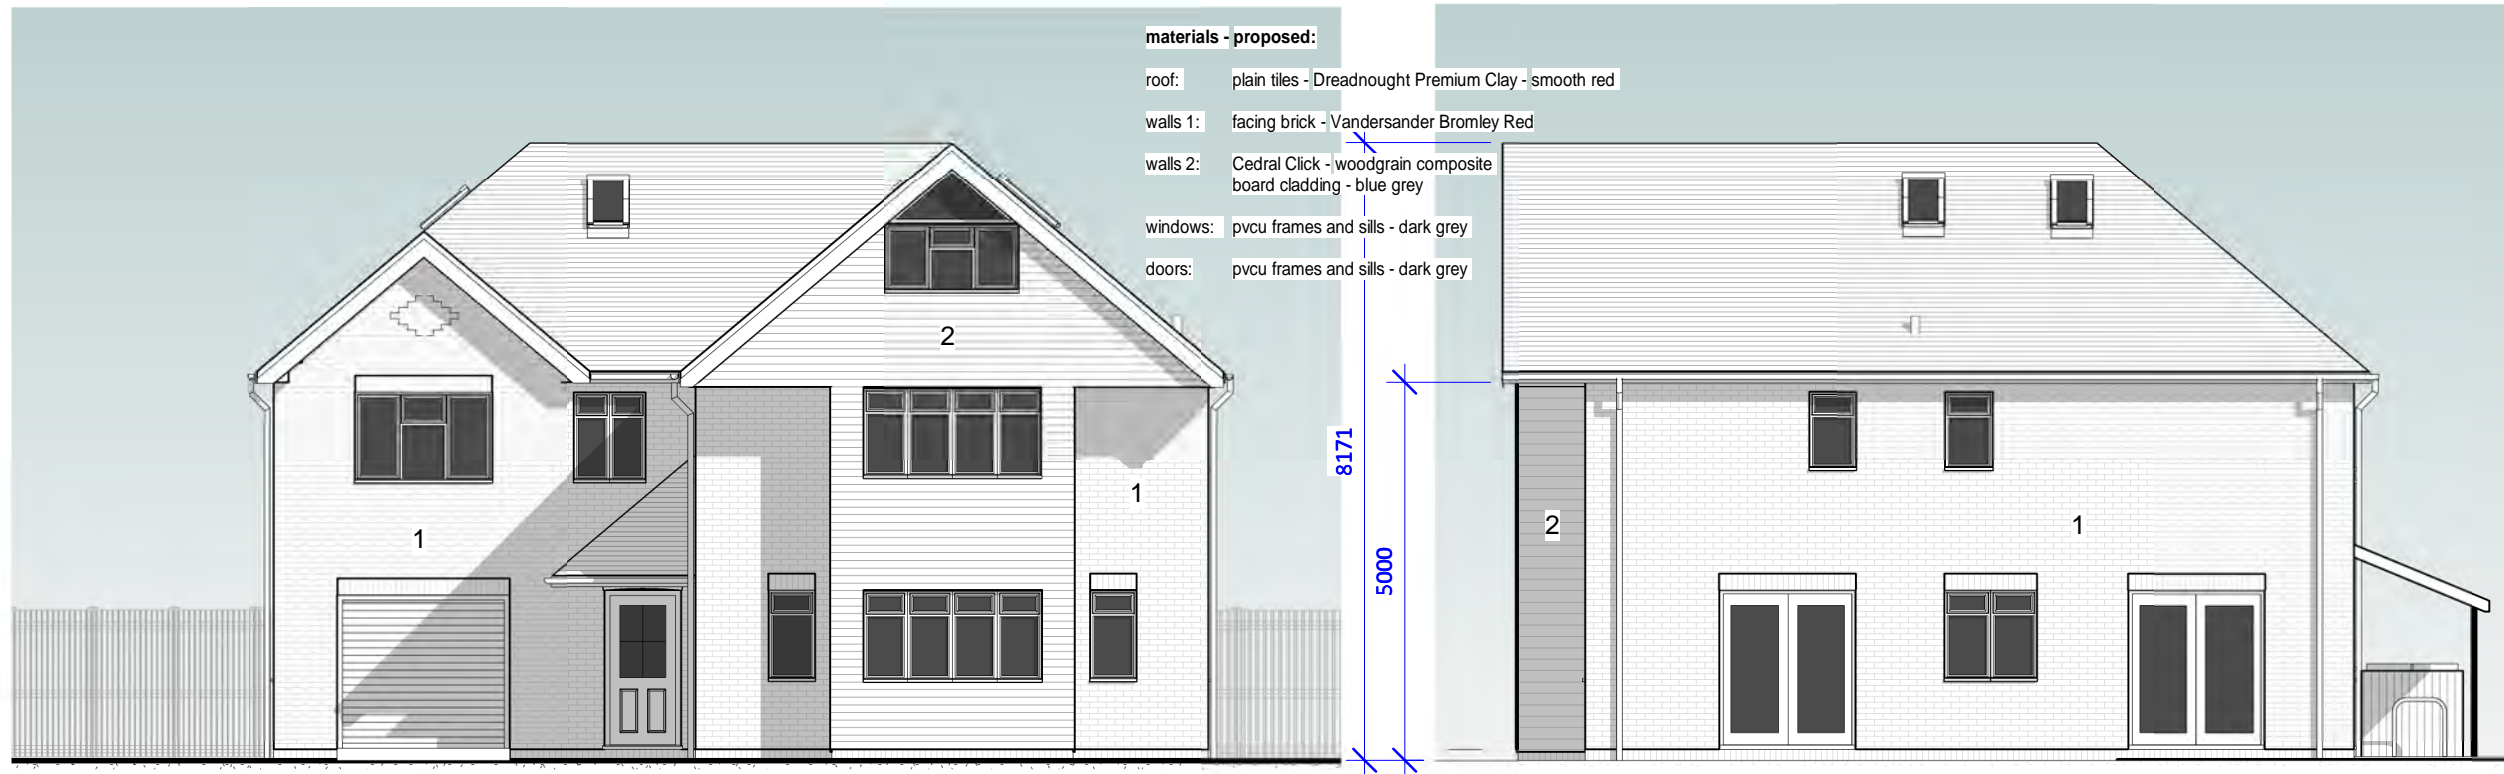 materials - proposed:
roof: plain tiles - Dreadnought Premium Clay - smooth red
walls 1: facing brick - Vandersander Bromley Red
walls 2: Cedral Click - woodgrain composite
board cladding - blue grey
windows: pvcu frames and sills - dark grey
doors: pvcu frames and sills - dark grey
2
1
1
8171
5000
2
1